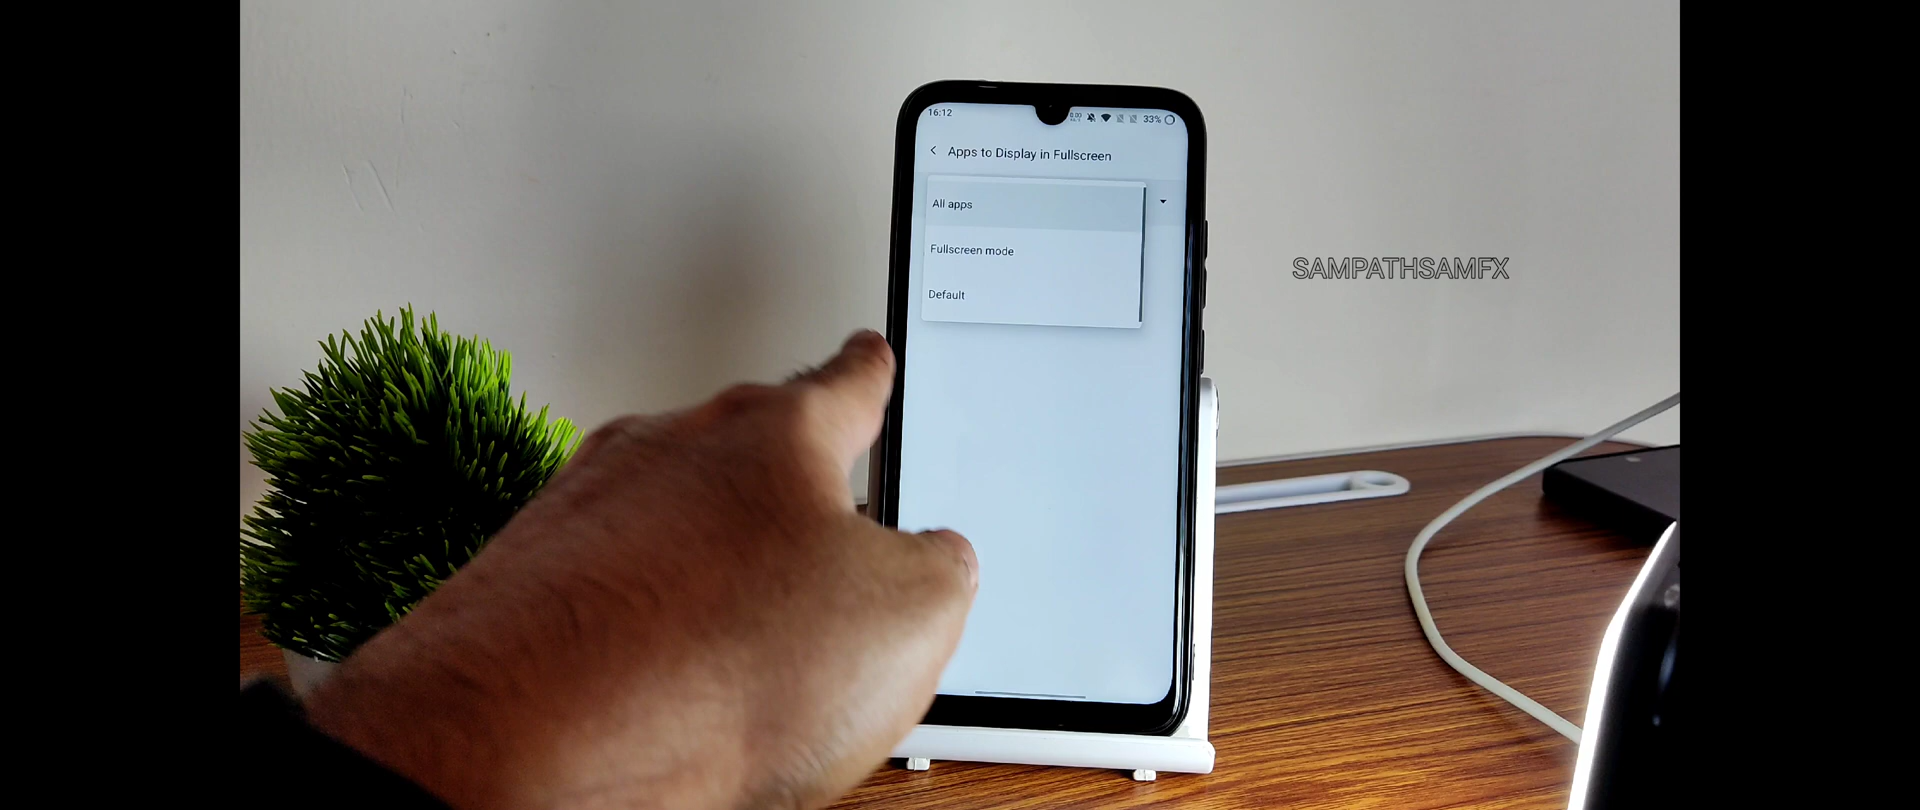 16:12
33%
Apps to Display in Fullscreen
All apps
Fullscreen mode
Default
SAMPATHSAMFX